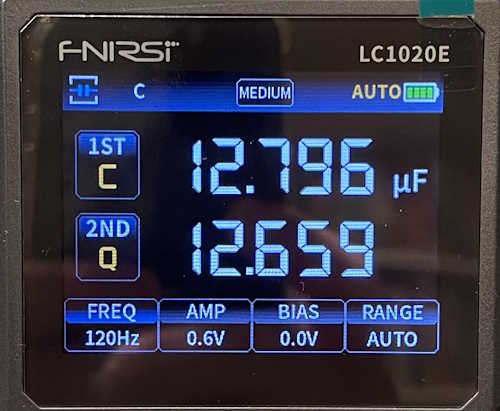 FNIRSI LC1020E
C MEDIUM AUTO
1ST C 12.796 μF
2ND Q 12.659
FREQ AMP BIAS RANGE
120Hz 0.6V 0.0V AUTO